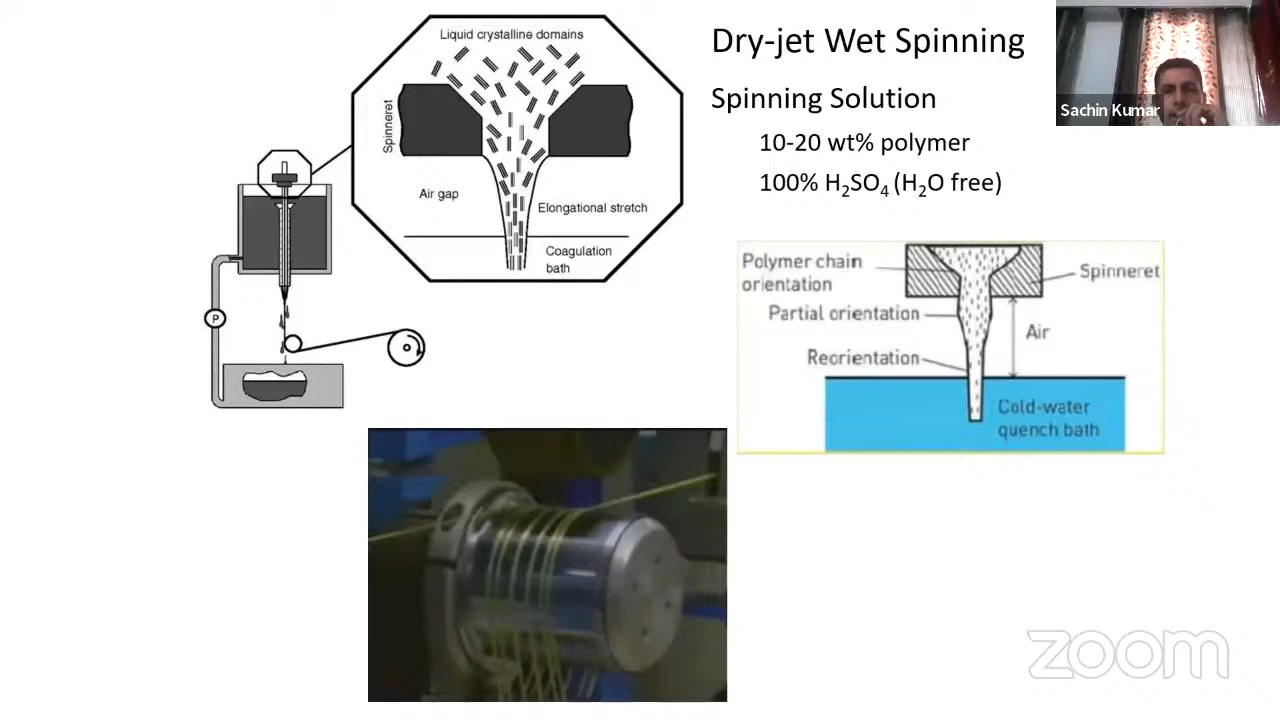 Liquid crystalline domains
Spinneret
Air gap
Elongational stretch
Coagulation
bath
P
Dry-jet Wet Spinning
Spinning Solution
10-20 wt% polymer
100% H₂SO₄ (H₂O free)
Sachin Kumar
Polymer chain
orientation
Spinneret
Partial orientation
Air
Reorientation
Cold-water
quench bath
zoom